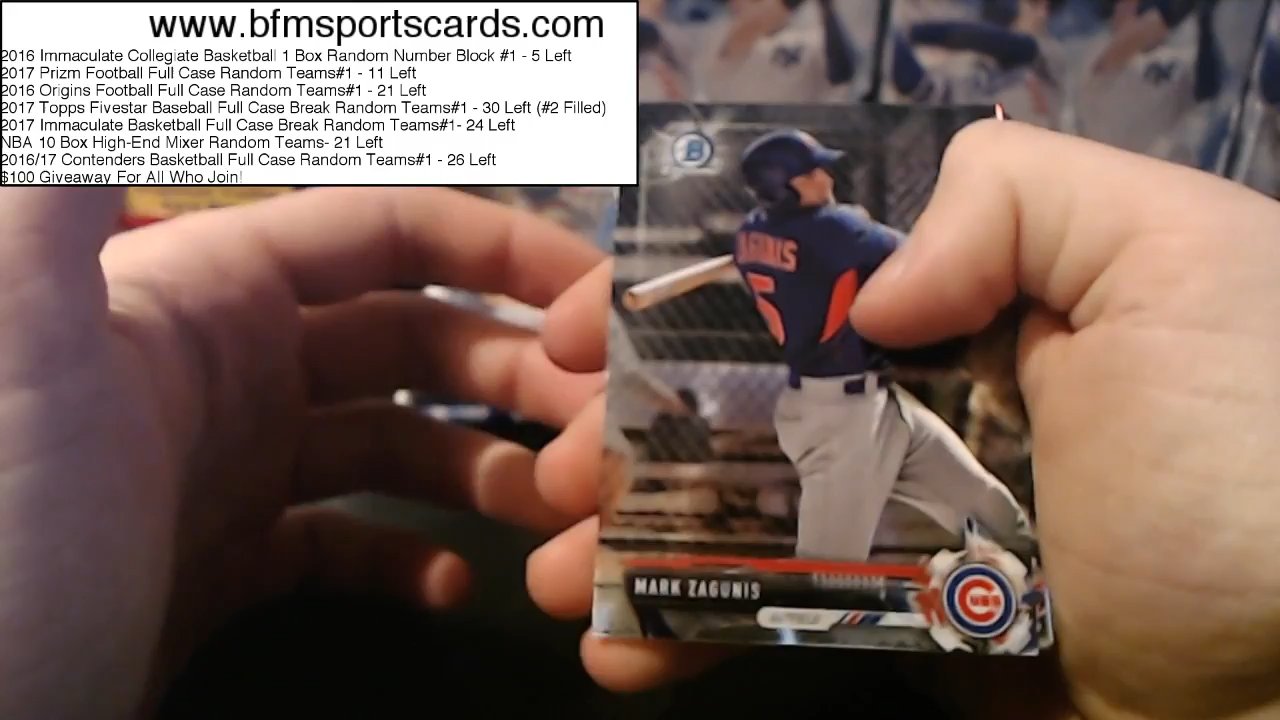 www.bfmsportscards.com
2016 Immaculate Collegiate Basketball 1 Box Random Number Block #1 - 5 Left
2017 Prizm Football Full Case Random Teams#1 - 11 Left
2016 Origins Football Full Case Random Teams#1 - 21 Left
2017 Topps Fivestar Baseball Full Case Break Random Teams#1 - 30 Left (#2 Filled)
2017 Immaculate Basketball Full Case Break Random Teams#1- 24 Left
NBA 10 Box High-End Mixer Random Teams- 21 Left
2016/17 Contenders Basketball Full Case Random Teams#1 - 26 Left
$100 Giveaway For All Who Join!
B
ZAGUNIS
5
MARK ZAGUNIS
CUBS